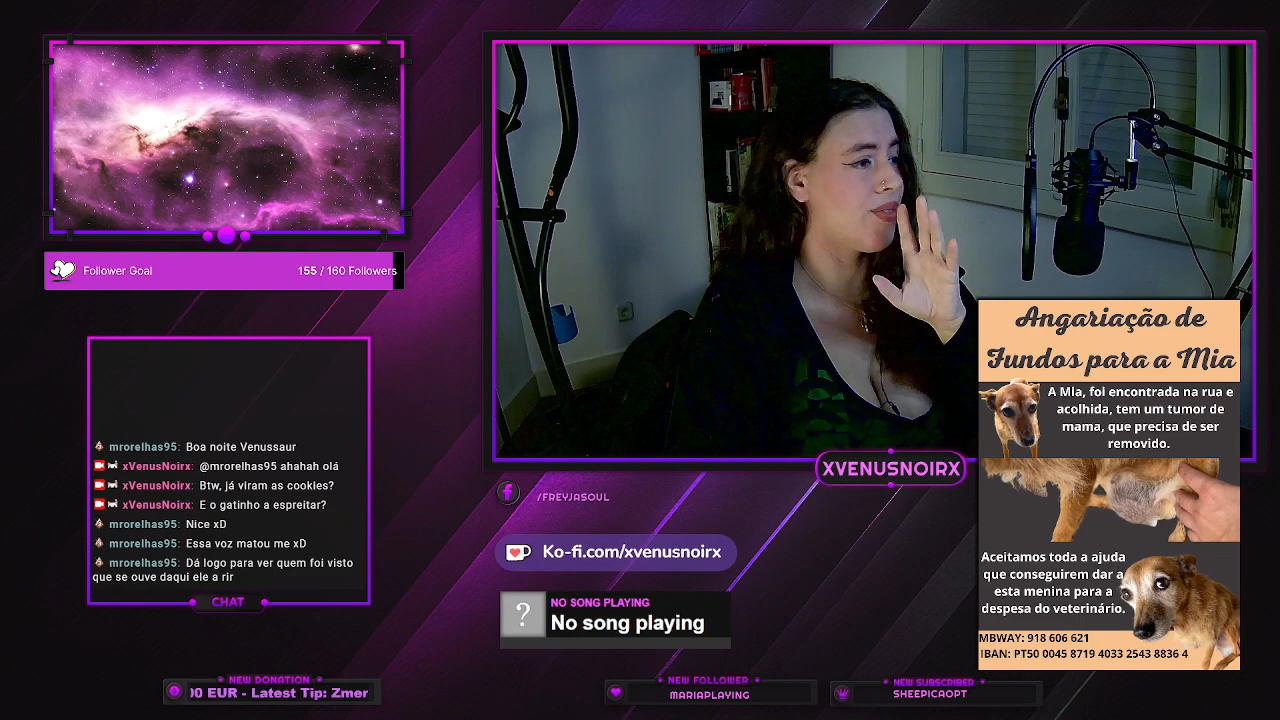 Follower Goal
155 / 160 Followers
mrorelhas95: Boa noite Venussaur
xVenusNoirx: @mrorelhas95 ahahah olá
xVenusNoirx: Btw, já viram as cookies?
xVenusNoirx: E o gatinho a espreitar?
mrorelhas95: Nice xD
mrorelhas95: Essa voz matou me xD
mrorelhas95: Dá logo para ver quem foi visto
que se ouve daqui ele a rir
CHAT
XVENUSNOIRX
/FREYJASOUL
Ko-fi.com/xvenusnoirx
?
NO SONG PLAYING
No song playing
Angariação de
Fundos para a Mia
A Mia, foi encontrada na rua e
acolhida, tem um tumor de
mama, que precisa de ser
removido.
Aceitamos toda a ajuda
que conseguirem dar a
esta menina para a
despesa do veterinário.
MBWAY: 918 606 621
IBAN: PT50 0045 8719 4033 2543 8836 4
NEW DONATION
EUR - Latest Tip: Zmer
NEW FOLLOWER
MARIAPLAYING
NEW SUBSCRIBED
SHEEPICAOPT